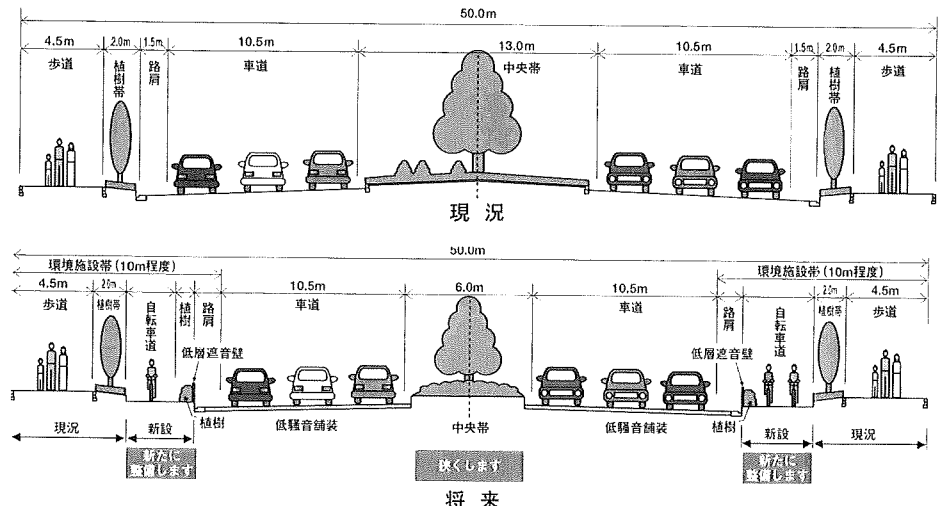 50.0m
4.5m 2.0m 1.5m 10.5m 13.0m 10.5m 1.5m 2.0m 4.5m
歩道 植樹帯 路肩 車道 中央帯 車道 路肩 植樹帯 歩道
現況
50.0m
環境施設帯(10m程度) 環境施設帯(10m程度)
4.5m 2.0m 自転車道 植樹 路肩 10.5m 6.0m 10.5m 路肩 自転車道 2.0m 4.5m
歩道 植樹帯 車道 車道 植樹帯 歩道
低層遮音壁 低層遮音壁
植樹 低騒音舗装 中央帯 低騒音舗装 植樹
現況 新設 新設 現況
新たに整備します 狭くします 新たに整備します
将来